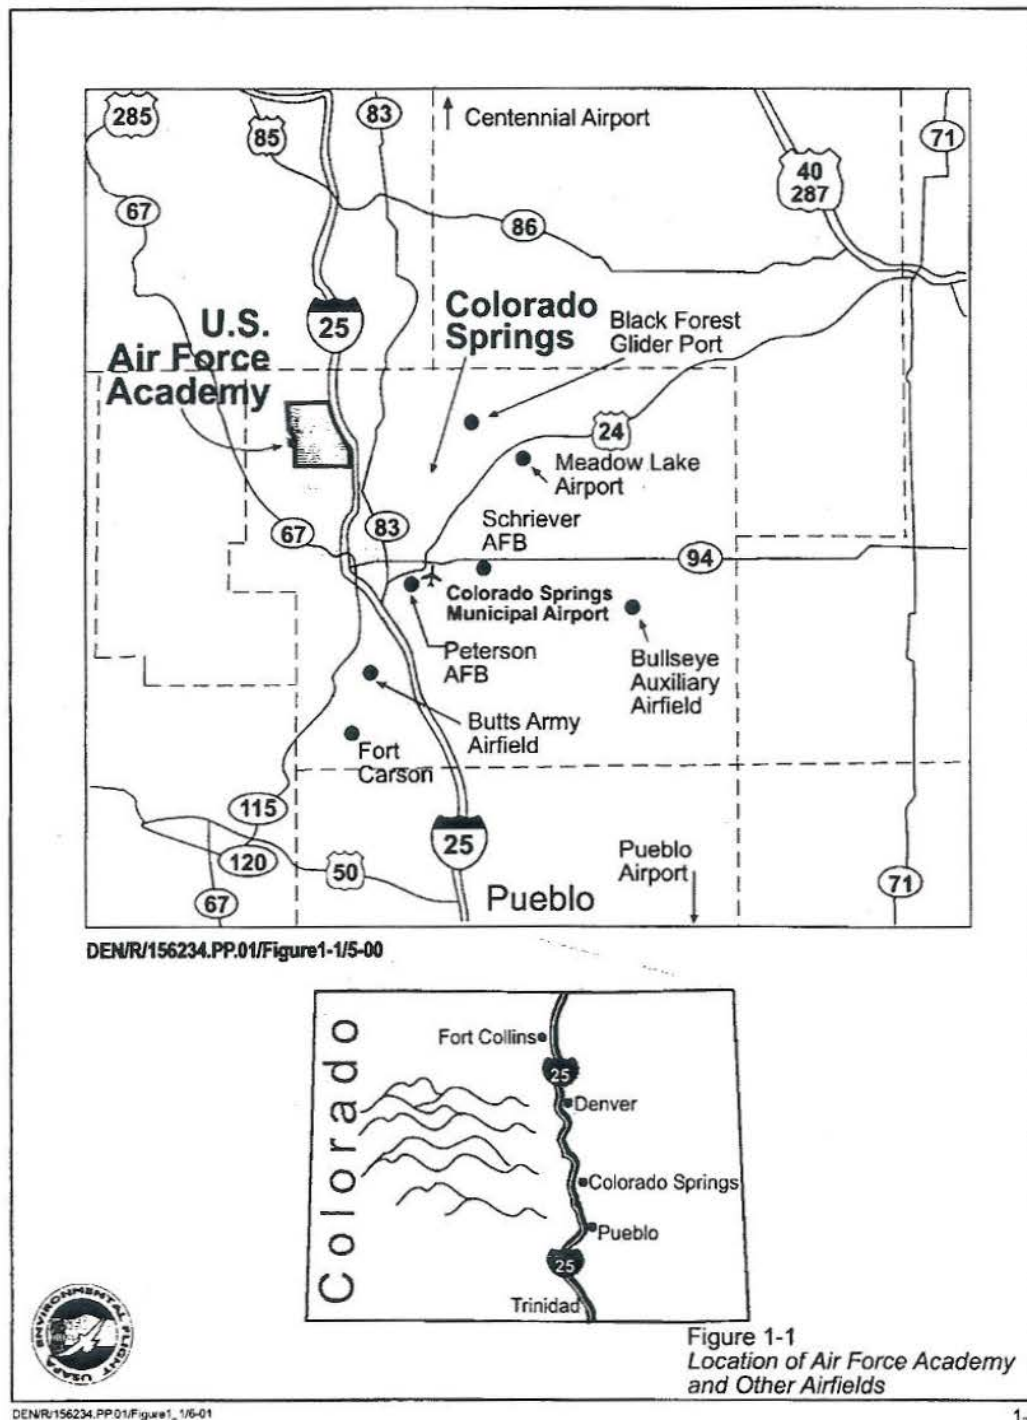 285
85
83
Centennial Airport
71
40
287
67
86
U.S.
Air Force
Academy
25
Colorado
Springs
Black Forest
Glider Port
24
Meadow Lake
Airport
Schriever
AFB
67
83
94
Colorado Springs
Municipal Airport
Peterson
AFB
Bullseye
Auxiliary
Airfield
Butts Army
Airfield
Fort
Carson
115
120
50
25
67
Pueblo
Pueblo
Airport
71
DEN/R/156234.PP.01/Figure1-1/5-00
Colorado
Fort Collins
25
Denver
Colorado Springs
Pueblo
25
Trinidad
ENVIRONMENTAL FLIGHT USAFA
Figure 1-1
Location of Air Force Academy
and Other Airfields
DEN/R/156234.PP.01/Figure1_1/6-01
1-